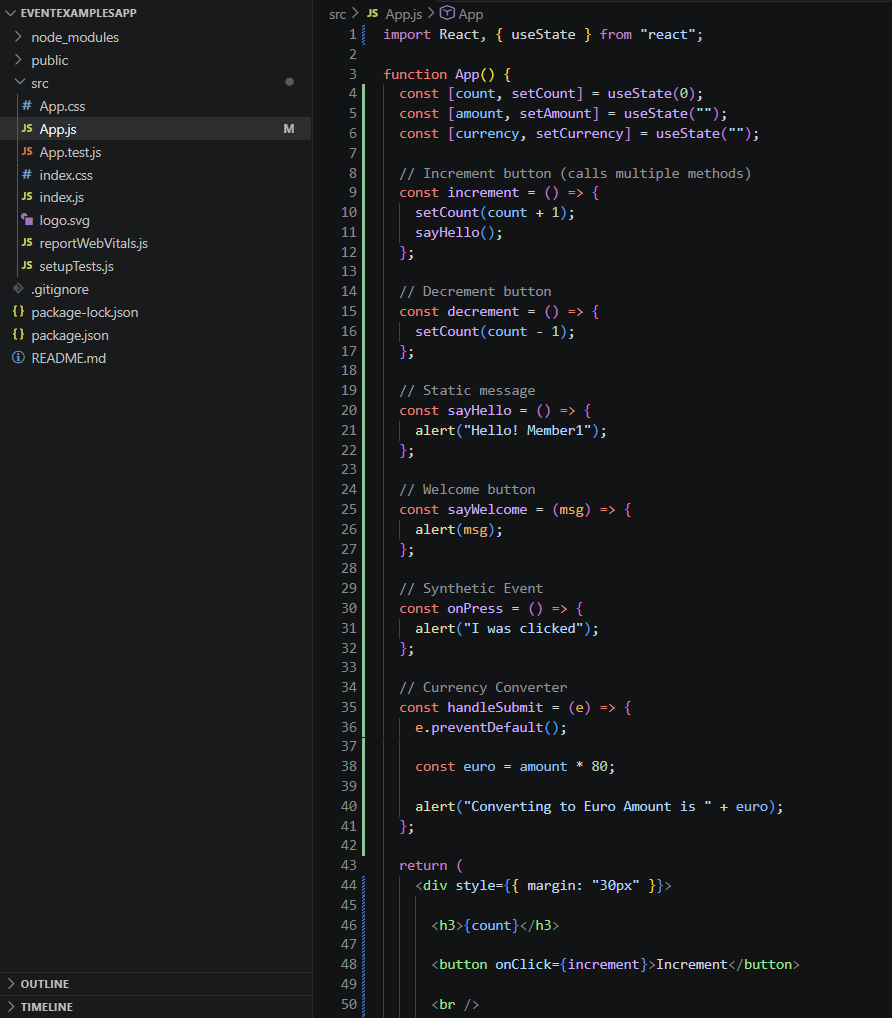 EVENTEXAMPLESAPP
node_modules
public
src
# App.css
JS App.js M
JS App.test.js
# index.css
JS index.js
logo.svg
JS reportWebVitals.js
JS setupTests.js
.gitignore
{} package-lock.json
{} package.json
README.md
OUTLINE
TIMELINE
src > JS App.js > App
1 import React, { useState } from "react";
2
3 function App() {
4 const [count, setCount] = useState(0);
5 const [amount, setAmount] = useState("");
6 const [currency, setCurrency] = useState("");
7
8 // Increment button (calls multiple methods)
9 const increment = () => {
10 setCount(count + 1);
11 sayHello();
12 };
13
14 // Decrement button
15 const decrement = () => {
16 setCount(count - 1);
17 };
18
19 // Static message
20 const sayHello = () => {
21 alert("Hello! Member1");
22 };
23
24 // Welcome button
25 const sayWelcome = (msg) => {
26 alert(msg);
27 };
28
29 // Synthetic Event
30 const onPress = () => {
31 alert("I was clicked");
32 };
33
34 // Currency Converter
35 const handleSubmit = (e) => {
36 e.preventDefault();
37
38 const euro = amount * 80;
39
40 alert("Converting to Euro Amount is " + euro);
41 };
42
43 return (
44 <div style={{ margin: "30px" }}>
45
46 <h3>{count}</h3>
47
48 <button onClick={increment}>Increment</button>
49
50 <br />